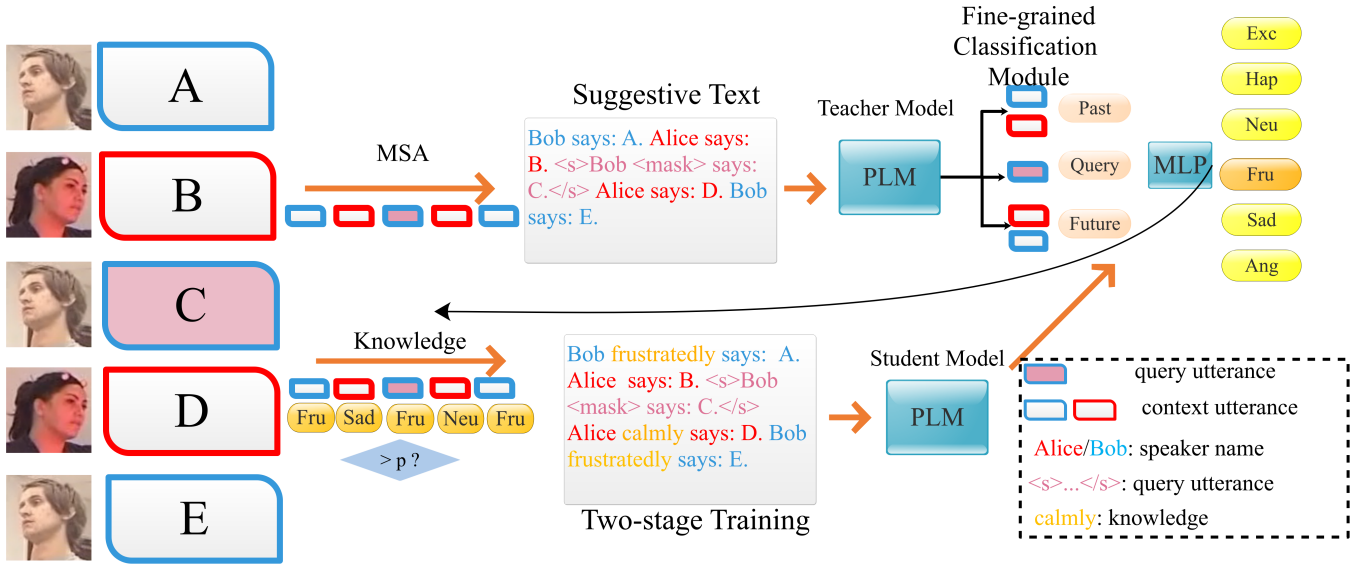 A
B
C
D
E
MSA
Suggestive Text
Bob says: A. Alice says:
B. <s>Bob <mask> says:
C.</s> Alice says: D. Bob
says: E.
Teacher Model
PLM
Fine-grained
Classification
Module
Past
Query
Future
MLP
Exc
Hap
Neu
Fru
Sad
Ang
Knowledge
Fru Sad Fru Neu Fru
> p ?
Bob frustratedly says: A.
Alice says: B. <s>Bob
<mask> says: C.</s>
Alice calmly says: D. Bob
frustratedly says: E.
Two-stage Training
Student Model
PLM
query utterance
context utterance
Alice/Bob: speaker name
<s>...</s>: query utterance
calmly: knowledge